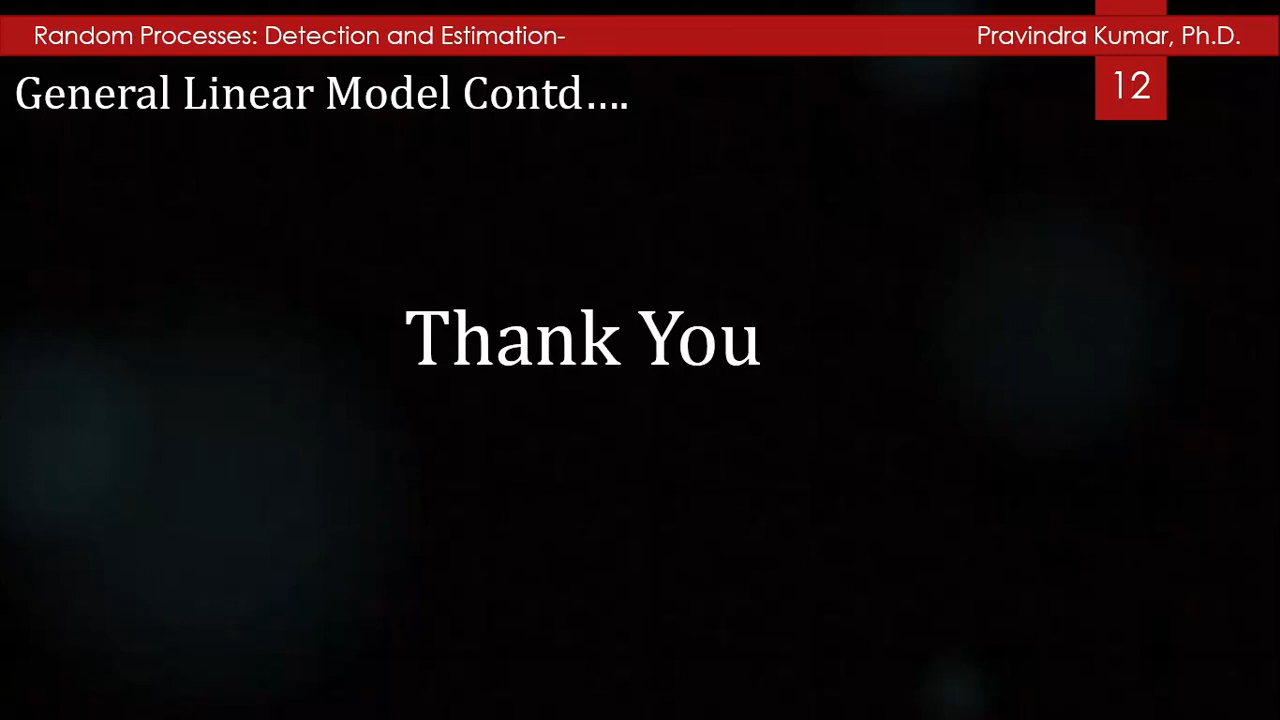 Random Processes: Detection and Estimation-
Pravindra Kumar, Ph.D.
General Linear Model Contd....
12
Thank You